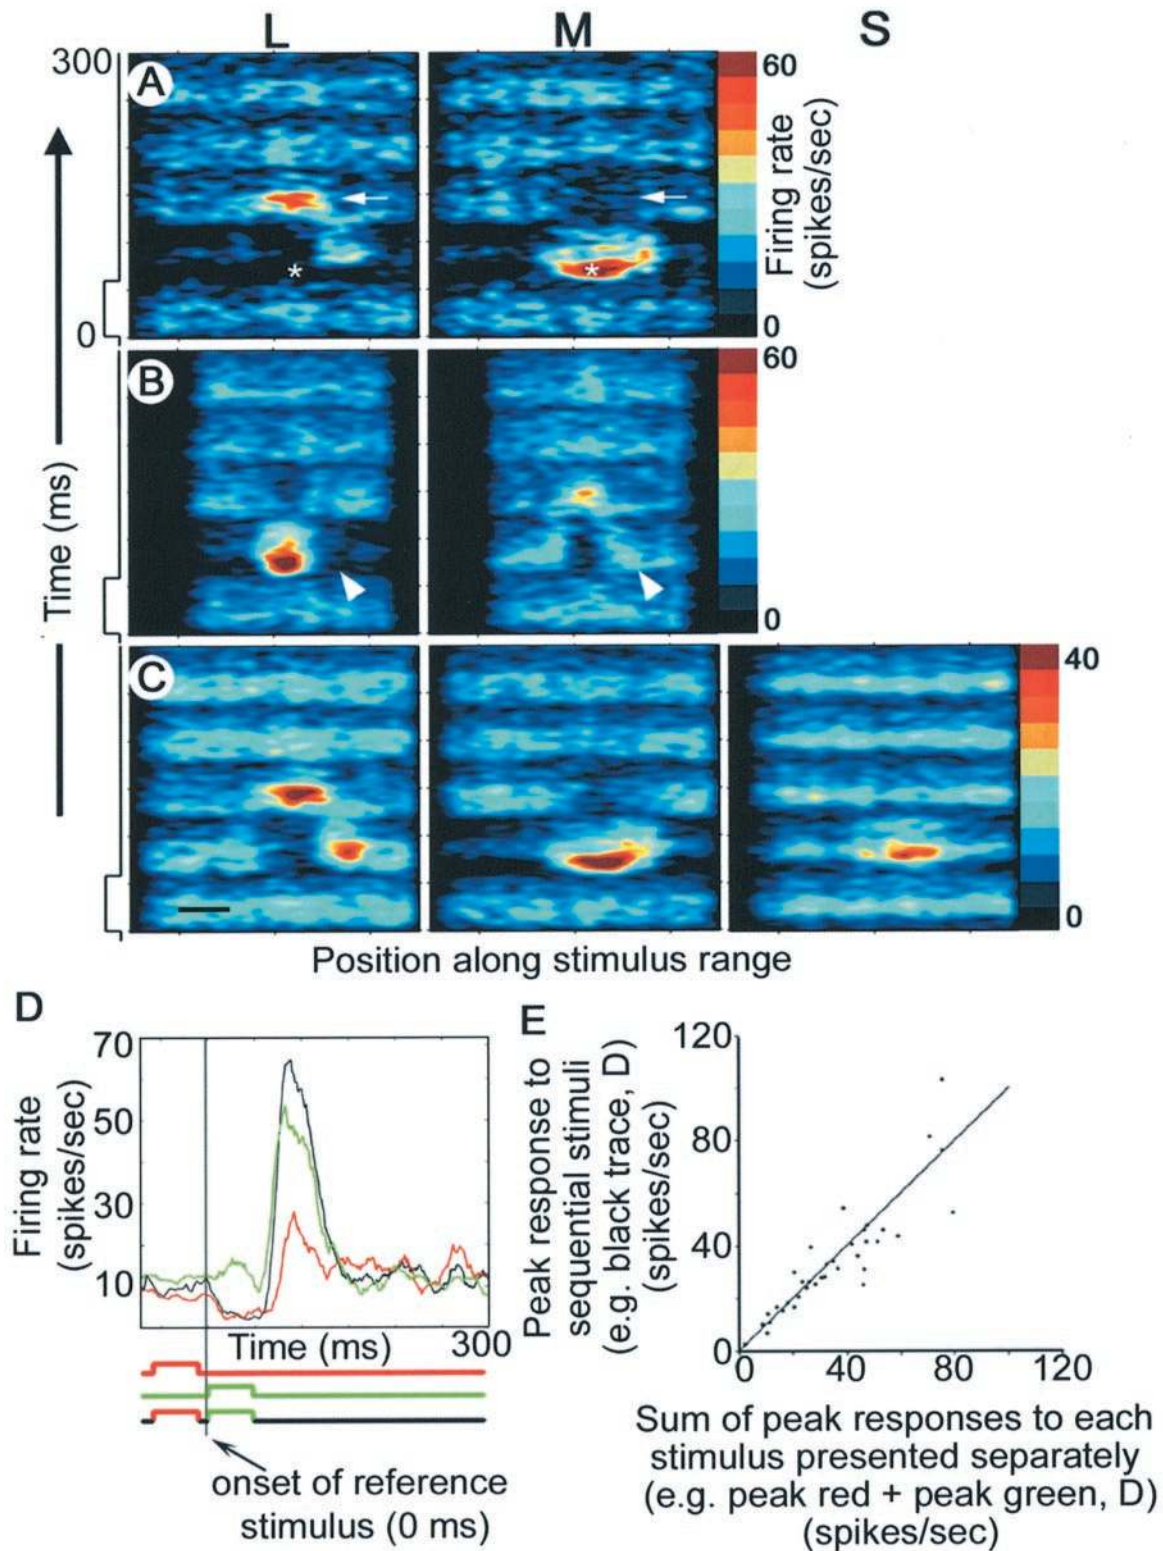 L M S
A
300
0
60
0
Firing rate
(spikes/sec)
*
*
B
60
0
Time (ms)
C
40
0
Position along stimulus range
D
70
50
30
10
Firing rate
(spikes/sec)
Time (ms) 300
onset of reference
stimulus (0 ms)
E
120
80
40
0
0 40 80 120
Peak response to
sequential stimuli
(e.g. black trace, D)
(spikes/sec)
Sum of peak responses to each
stimulus presented separately
(e.g. peak red + peak green, D)
(spikes/sec)